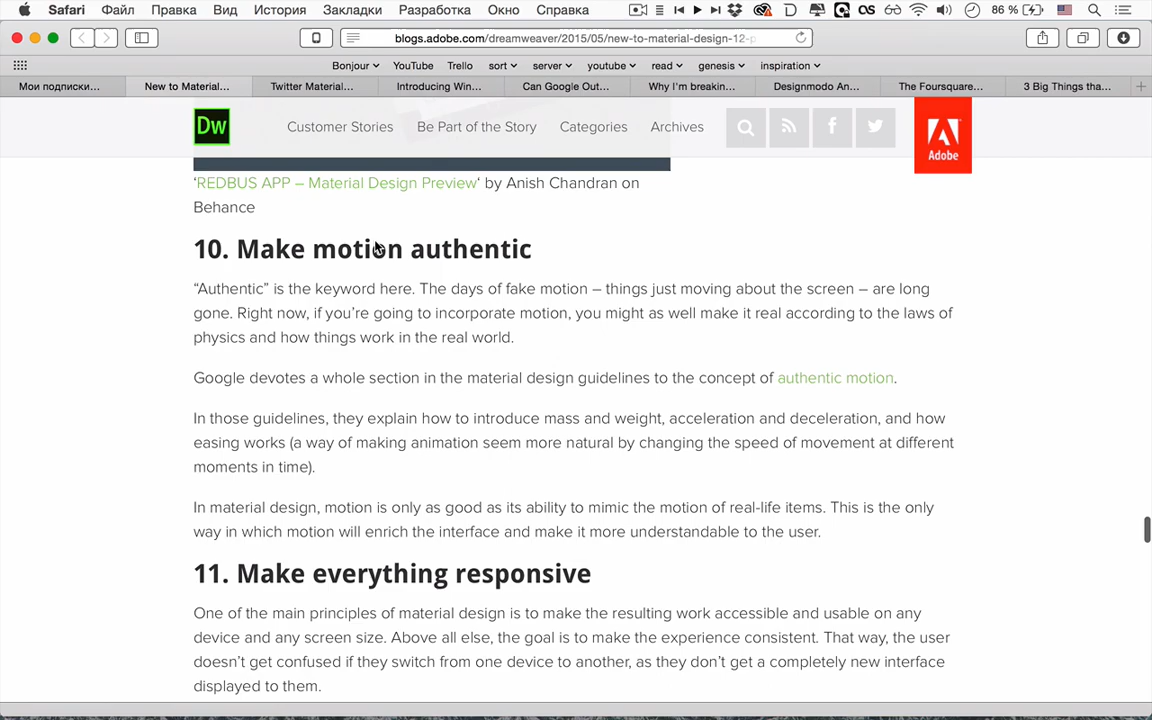 Safari Файл Правка Вид История Закладки Разработка Окно Справка 86 %
blogs.adobe.com/dreamweaver/2015/05/new-to-material-design-12-p
Bonjour YouTube Trello sort server youtube read genesis inspiration
Мои подписки... New to Material... Twitter Material... Introducing Win... Can Google Out... Why I'm breakin... Designmodo An... The Foursquare... 3 Big Things tha...
Dw Customer Stories Be Part of the Story Categories Archives Adobe
‘REDBUS APP – Material Design Preview‘ by Anish Chandran on
Behance
10. Make motion authentic
“Authentic” is the keyword here. The days of fake motion – things just moving about the screen – are long
gone. Right now, if you’re going to incorporate motion, you might as well make it real according to the laws of
physics and how things work in the real world.
Google devotes a whole section in the material design guidelines to the concept of authentic motion.
In those guidelines, they explain how to introduce mass and weight, acceleration and deceleration, and how
easing works (a way of making animation seem more natural by changing the speed of movement at different
moments in time).
In material design, motion is only as good as its ability to mimic the motion of real-life items. This is the only
way in which motion will enrich the interface and make it more understandable to the user.
11. Make everything responsive
One of the main principles of material design is to make the resulting work accessible and usable on any
device and any screen size. Above all else, the goal is to make the experience consistent. That way, the user
doesn’t get confused if they switch from one device to another, as they don’t get a completely new interface
displayed to them.